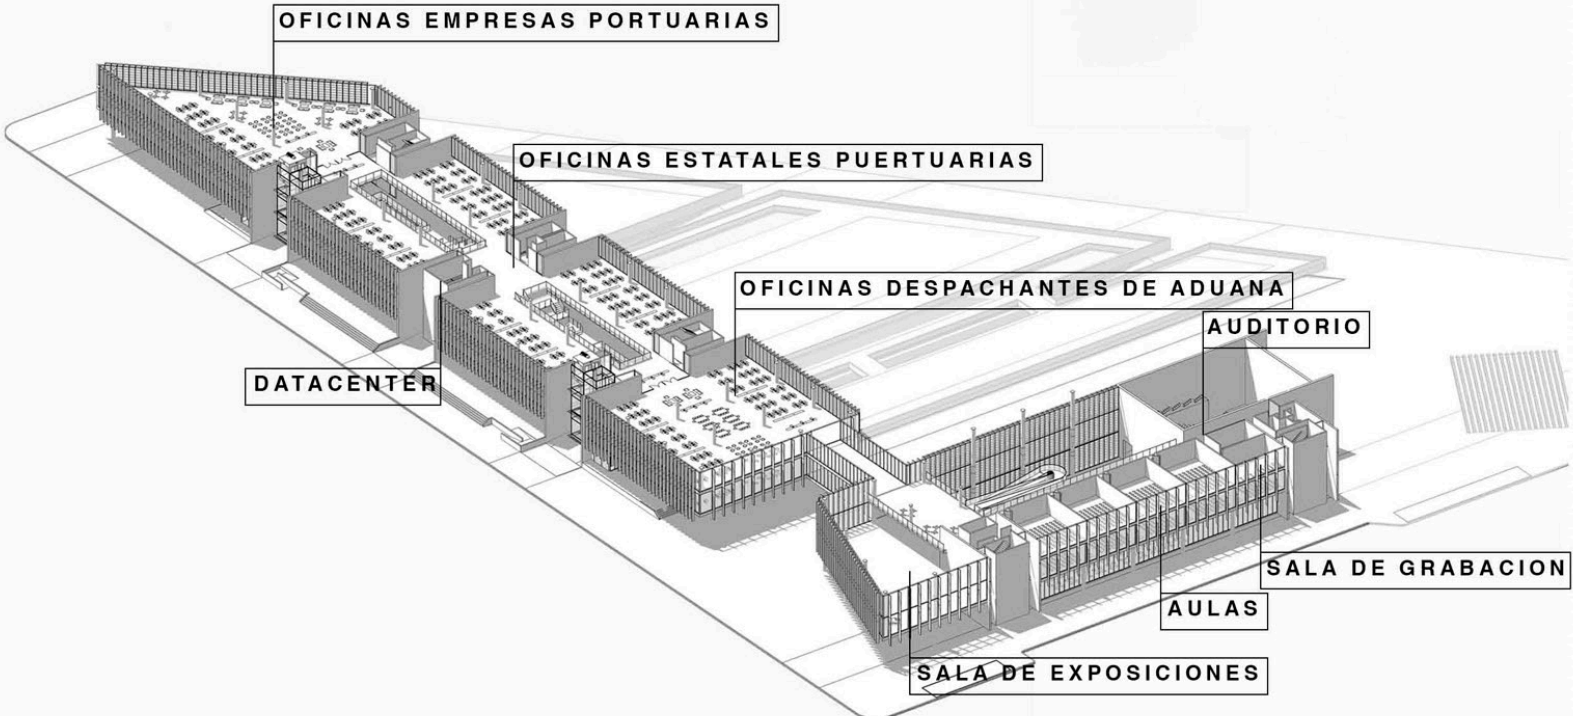 OFICINAS EMPRESAS PORTUARIAS
OFICINAS ESTATALES PUERTUARIAS
OFICINAS DESPACHANTES DE ADUANA
AUDITORIO
DATACENTER
SALA DE GRABACION
AULAS
SALA DE EXPOSICIONES